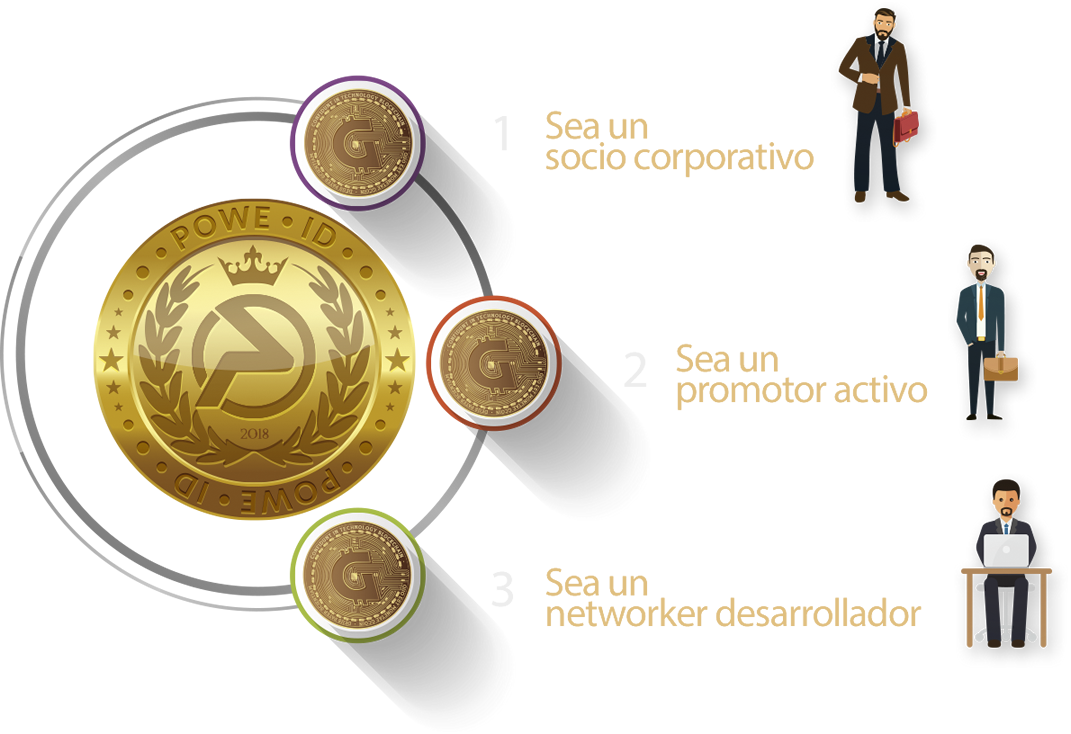 POWE • ID
2018
POWE • ID
1
Sea un
socio corporativo
2
Sea un
promotor activo
3
Sea un
networker desarrollador